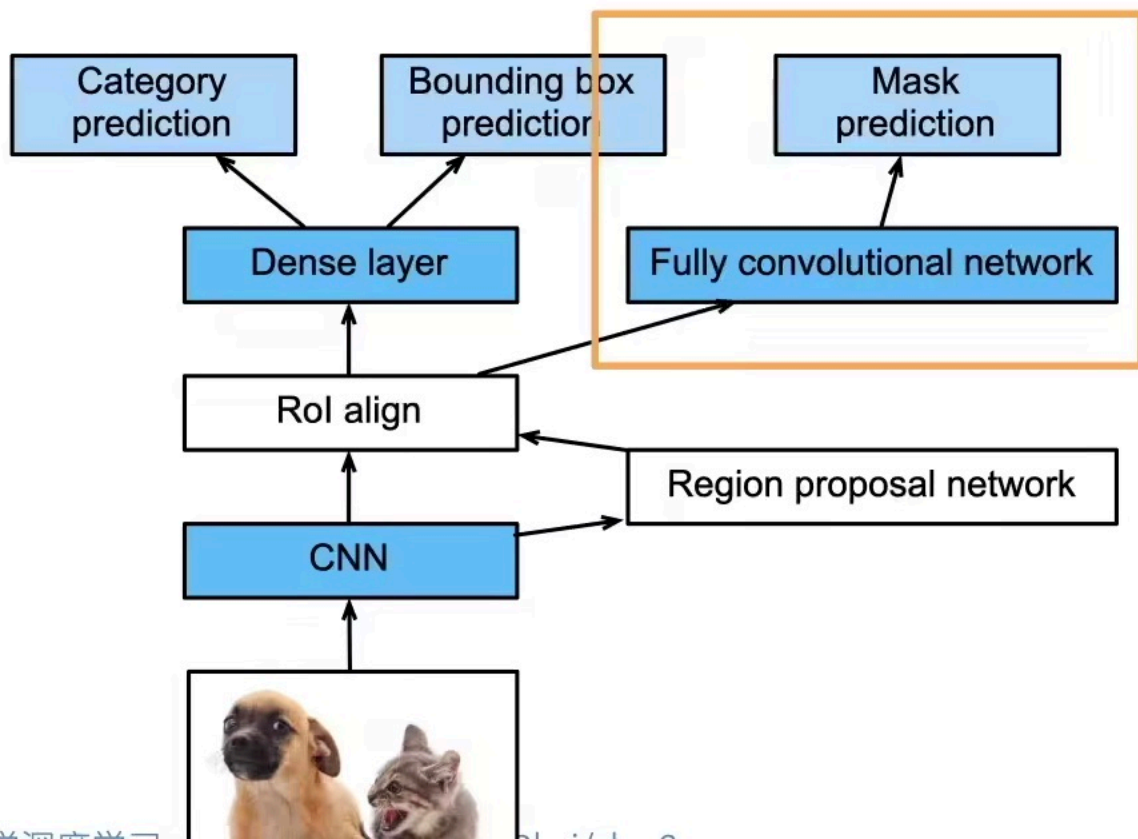 Category
prediction
Bounding box
prediction
Mask
prediction
Dense layer
Fully convolutional network
RoI align
Region proposal network
CNN